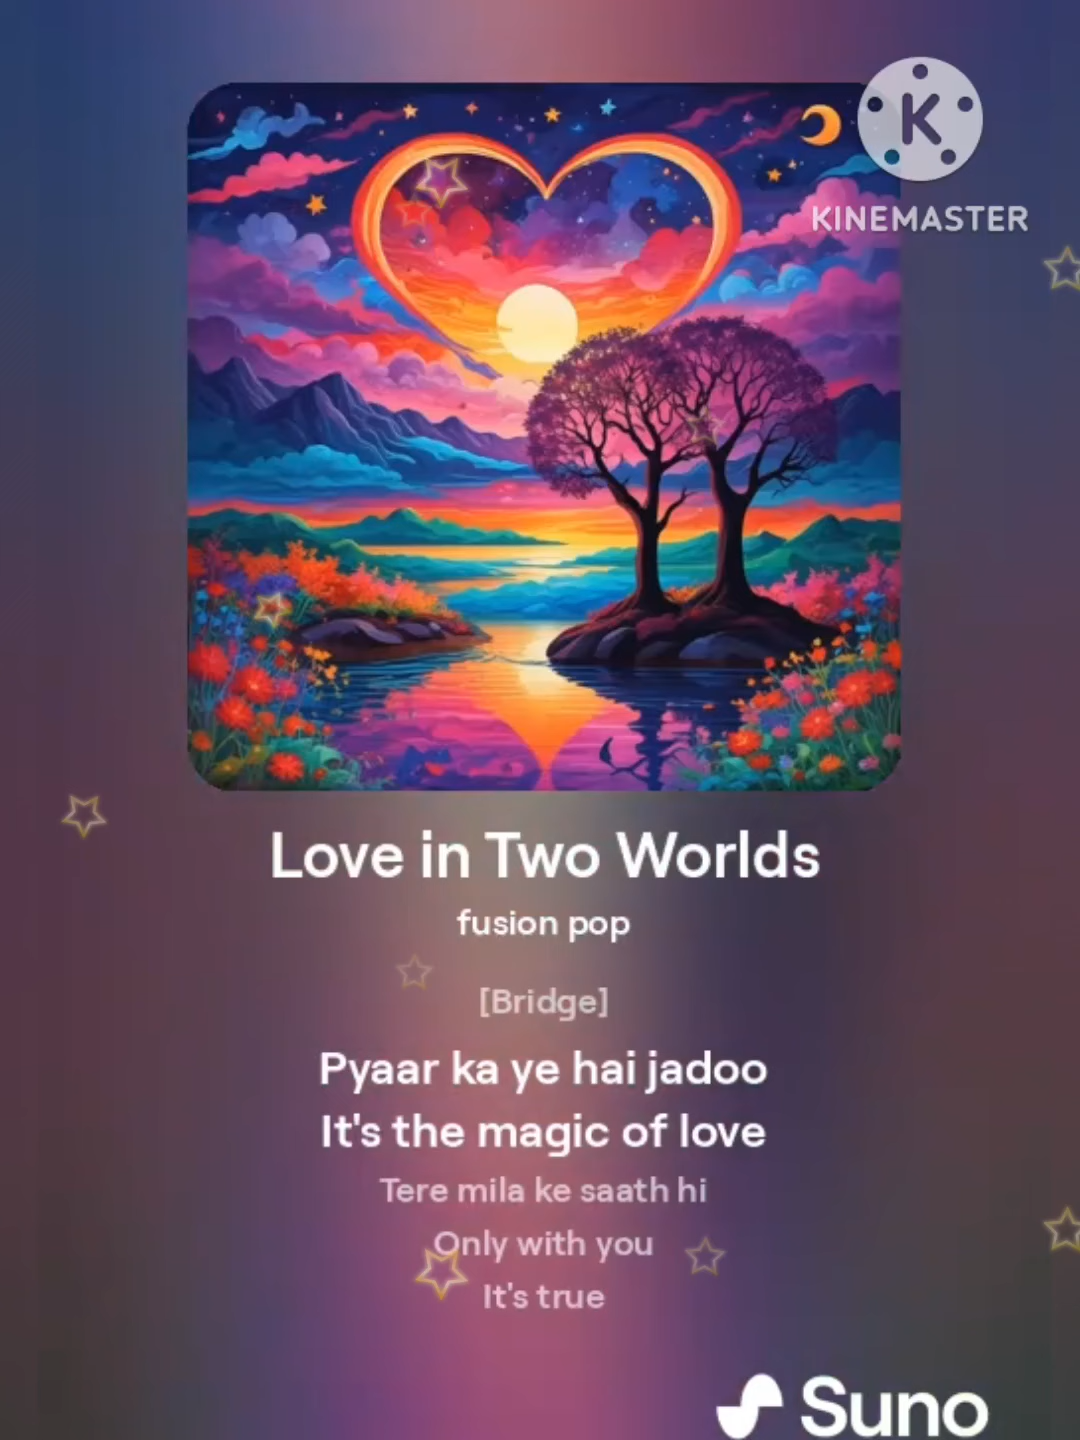 K
KINEMASTER
Love in Two Worlds
fusion pop
[Bridge]
Pyaar ka ye hai jadoo
It's the magic of love
Tere mila ke saath hi
Only with you
It's true
Suno